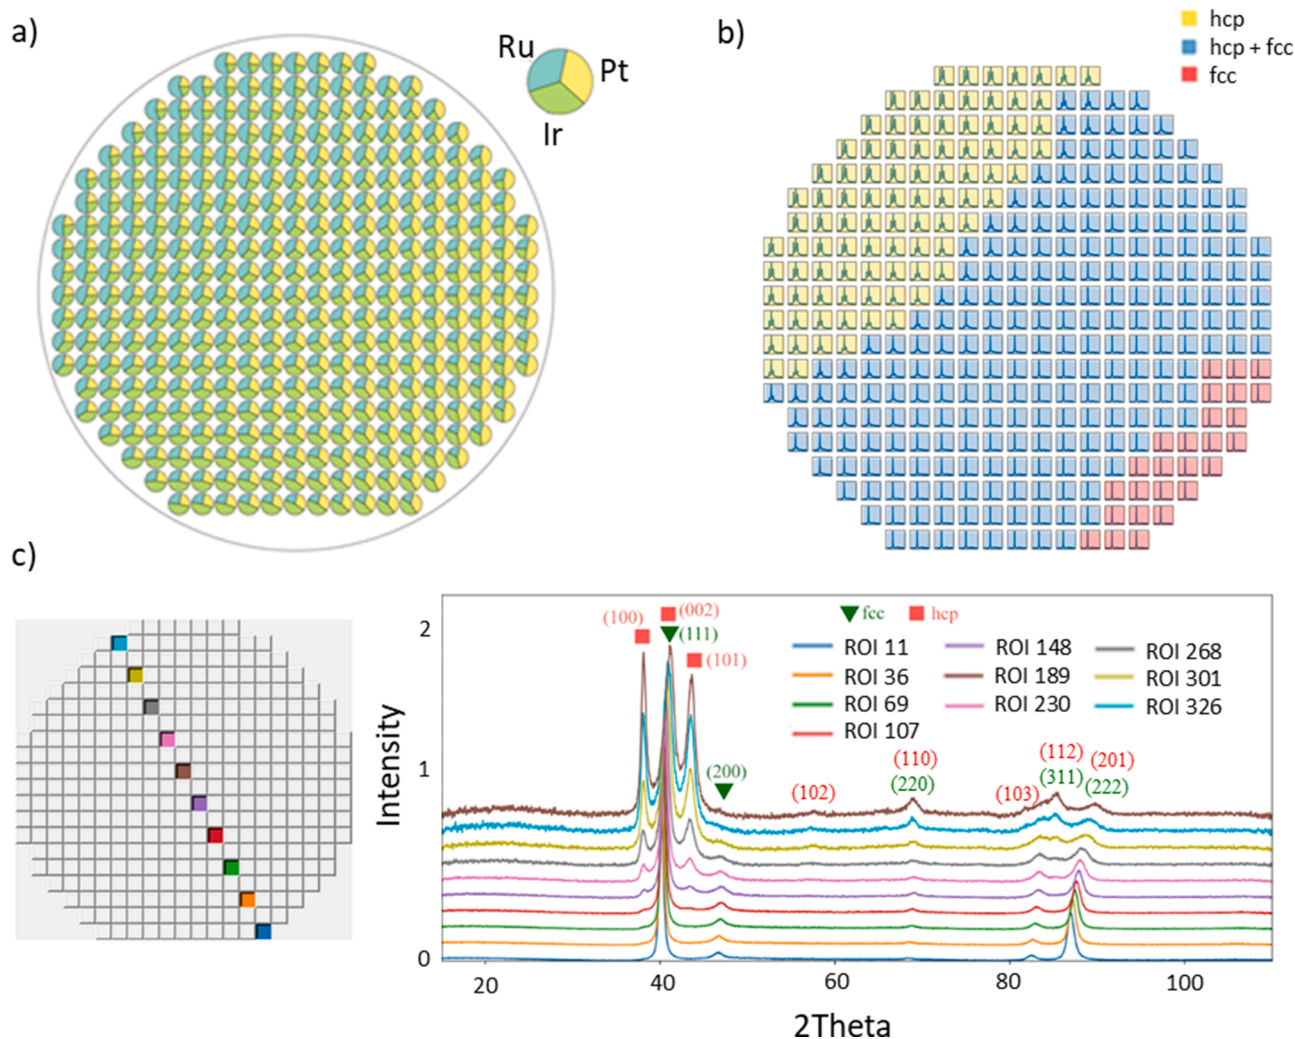 a)
Ru
Pt
Ir
b)
hcp
hcp + fcc
fcc
c)
Intensity
2
1
0
(100)
(002)
(111)
(101)
(200)
fcc
hcp
ROI 11
ROI 36
ROI 69
ROI 107
ROI 148
ROI 189
ROI 230
ROI 268
ROI 301
ROI 326
(102)
(110)
(220)
(103)
(112)
(311)
(201)
(222)
20
40
60
80
100
2Theta